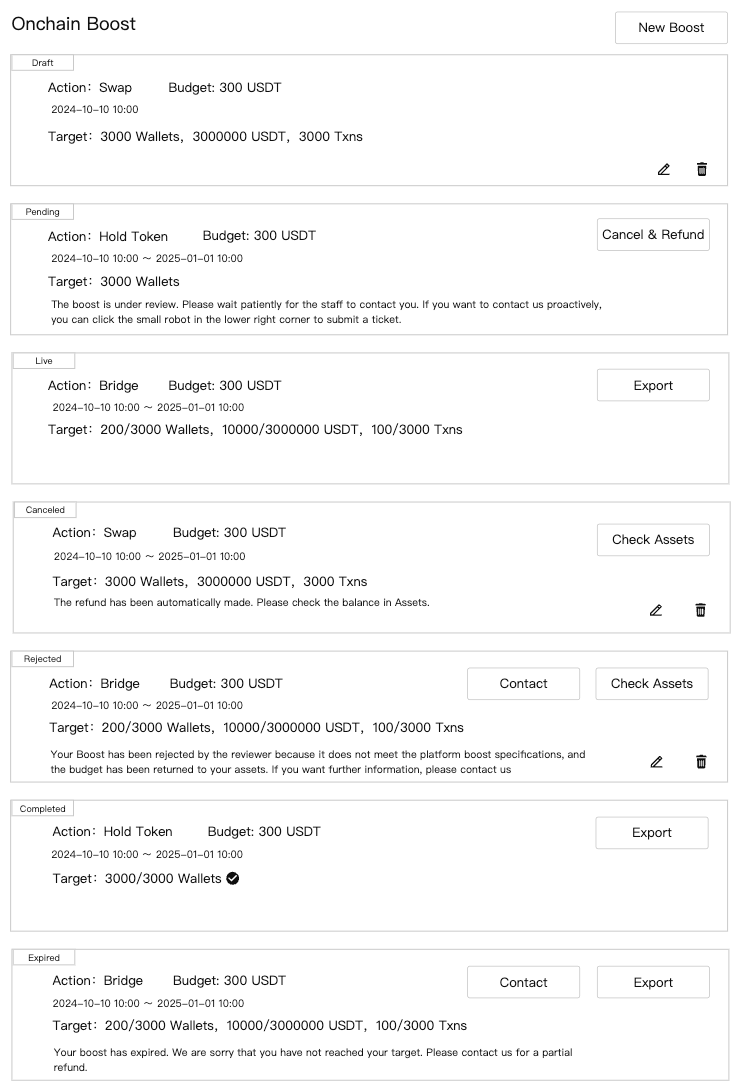 Onchain Boost
New Boost
Draft
Action：Swap Budget: 300 USDT
2024-10-10 10:00
Target：3000 Wallets，3000000 USDT，3000 Txns
Pending
Action：Hold Token Budget: 300 USDT
Cancel & Refund
2024-10-10 10:00 ～ 2025-01-01 10:00
Target：3000 Wallets
The boost is under review. Please wait patiently for the staff to contact you. If you want to contact us proactively,
you can click the small robot in the lower right corner to submit a ticket.
Live
Action：Bridge Budget: 300 USDT
Export
2024-10-10 10:00 ～ 2025-01-01 10:00
Target：200/3000 Wallets，10000/3000000 USDT，100/3000 Txns
Canceled
Action：Swap Budget: 300 USDT
Check Assets
2024-10-10 10:00 ～ 2025-01-01 10:00
Target：3000 Wallets，3000000 USDT，3000 Txns
The refund has been automatically made. Please check the balance in Assets.
Rejected
Action：Bridge Budget: 300 USDT
Contact
Check Assets
2024-10-10 10:00 ～ 2025-01-01 10:00
Target：200/3000 Wallets，10000/3000000 USDT，100/3000 Txns
Your Boost has been rejected by the reviewer because it does not meet the platform boost specifications, and
the budget has been returned to your assets. If you want further information, please contact us
Completed
Action：Hold Token Budget: 300 USDT
Export
2024-10-10 10:00 ～ 2025-01-01 10:00
Target：3000/3000 Wallets
Expired
Action：Bridge Budget: 300 USDT
Contact
Export
2024-10-10 10:00 ～ 2025-01-01 10:00
Target：200/3000 Wallets，10000/3000000 USDT，100/3000 Txns
Your boost has expired. We are sorry that you have not reached your target. Please contact us for a partial
refund.